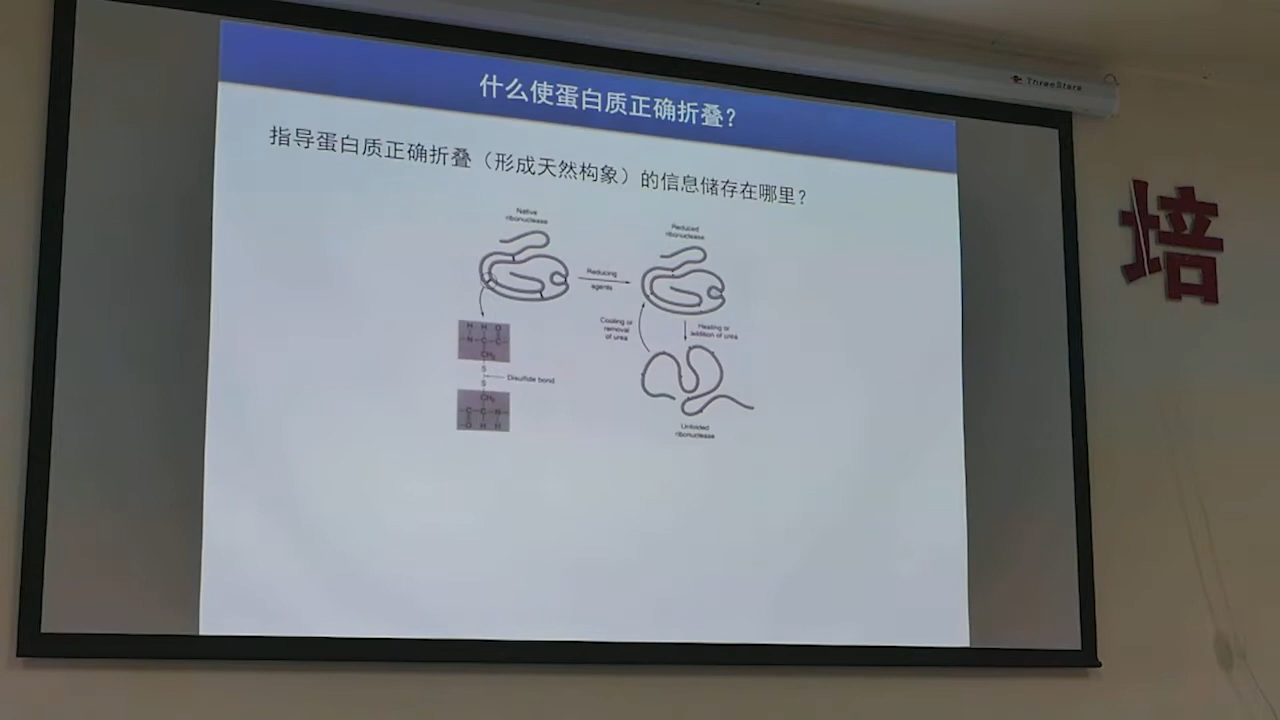 ThreeStars
什么使蛋白质正确折叠？
指导蛋白质正确折叠（形成天然构象）的信息储存在哪里？
Native
ribonuclease
Reduced
ribonuclease
Reducing
agents
Cooling or
removal
of urea
Heating or
addition of urea
H H O
N C C
CH₂
S
Disulfide bond
S
CH₂
C C N
O H H
Unfolded
ribonuclease
培